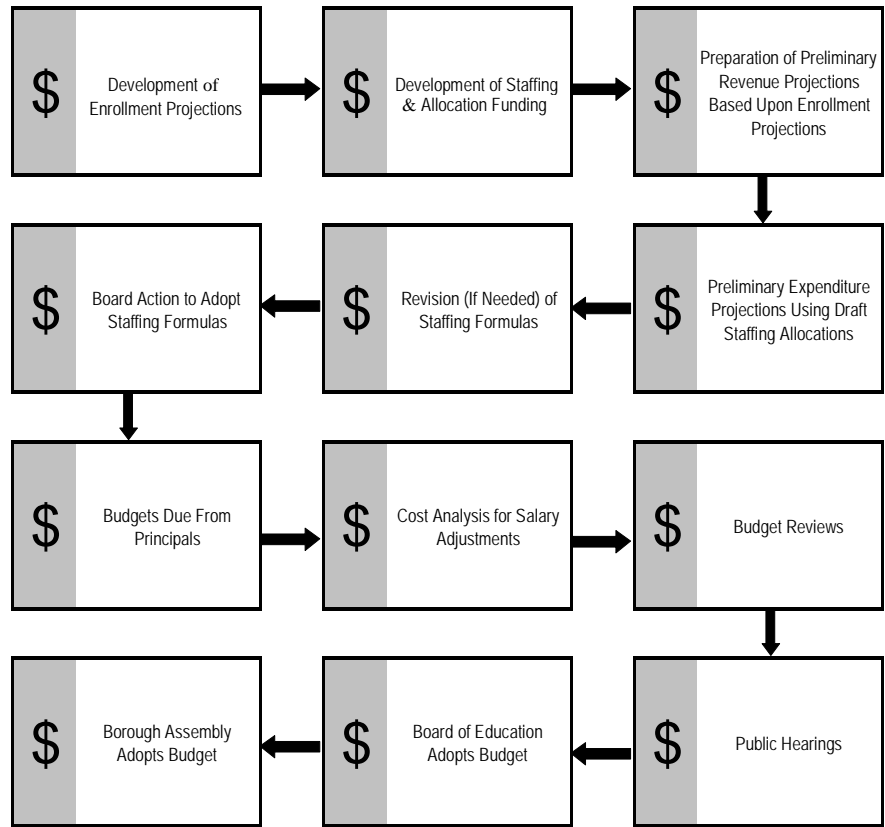 $
Development of
Enrollment Projections
$
Development of Staffing
& Allocation Funding
$
Preparation of Preliminary
Revenue Projections
Based Upon Enrollment
Projections
$
Preliminary Expenditure
Projections Using Draft
Staffing Allocations
$
Revision (If Needed) of
Staffing Formulas
$
Board Action to Adopt
Staffing Formulas
$
Budgets Due From
Principals
$
Cost Analysis for Salary
Adjustments
$
Budget Reviews
$
Public Hearings
$
Board of Education
Adopts Budget
$
Borough Assembly
Adopts Budget